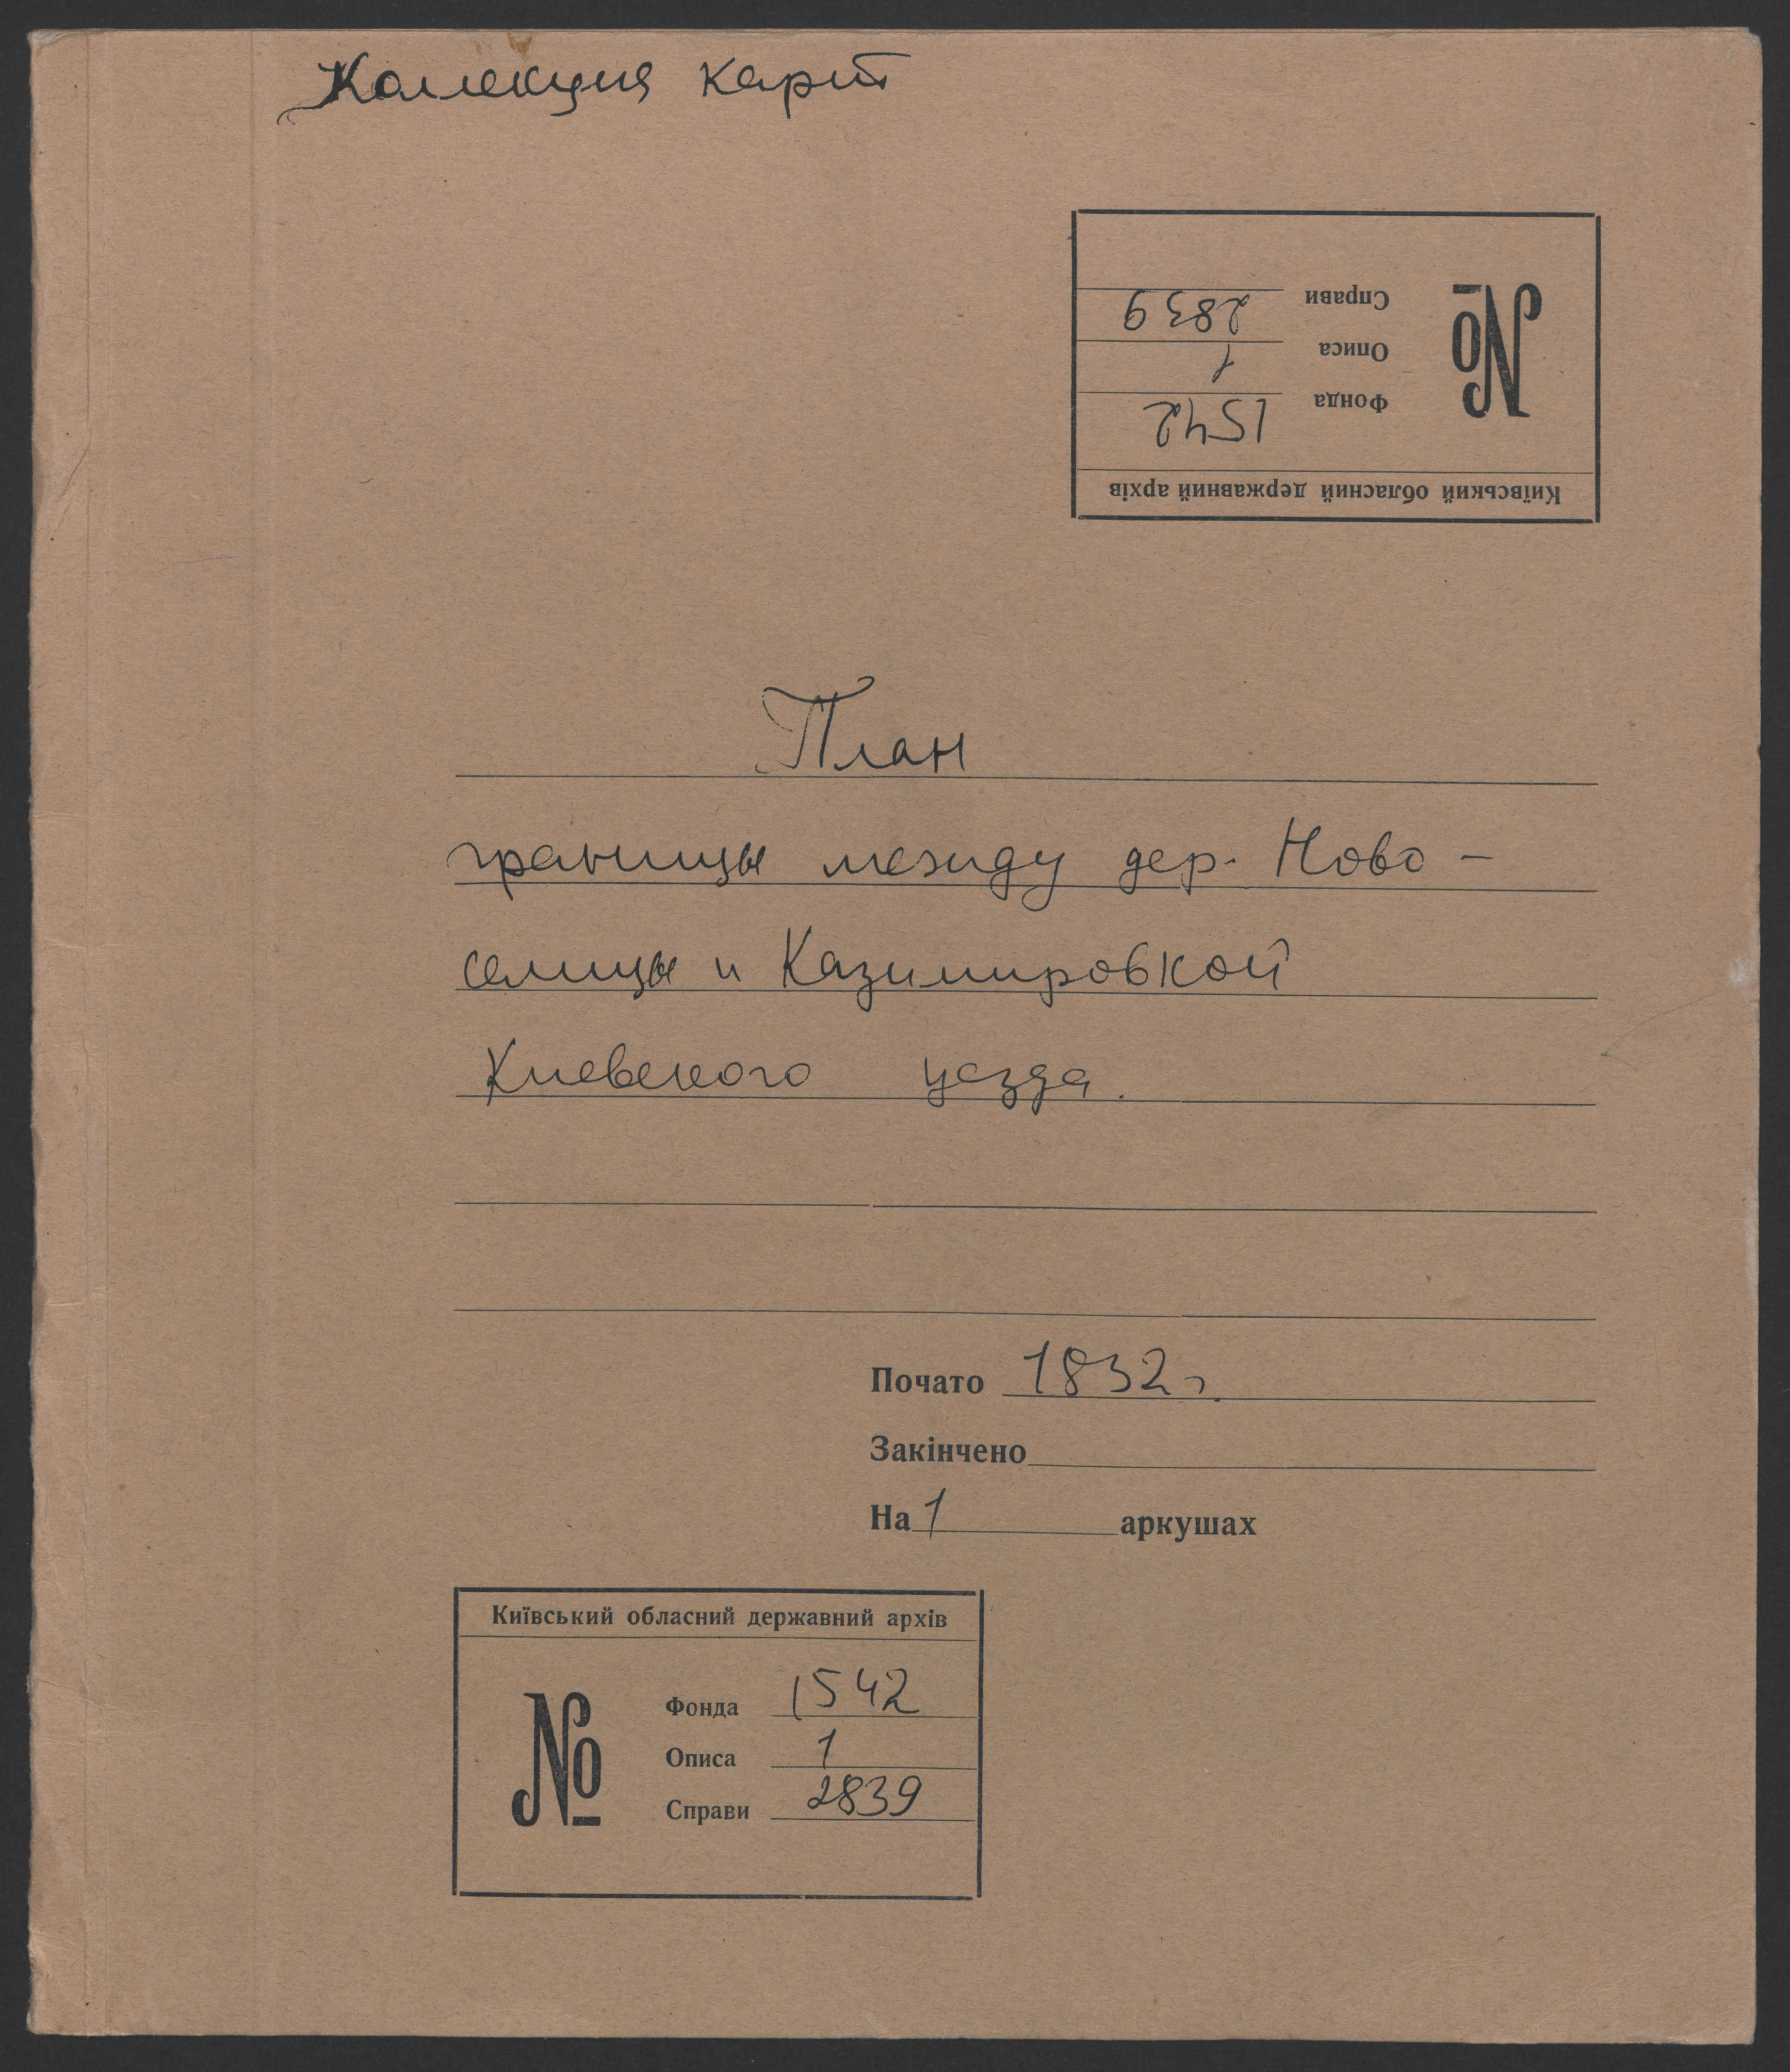 Коллекция карт
Київський обласний державний архів
№
Фонда 1542
Описа 1
Справи 2839
План
границы между дер. Ново-
селицы и Казимировкой
Киевского уезда.
Почато 1832 г.
Закінчено
На 1 аркушах
Київський обласний державний архів
№
Фонда 1542
Описа 1
Справи 2839